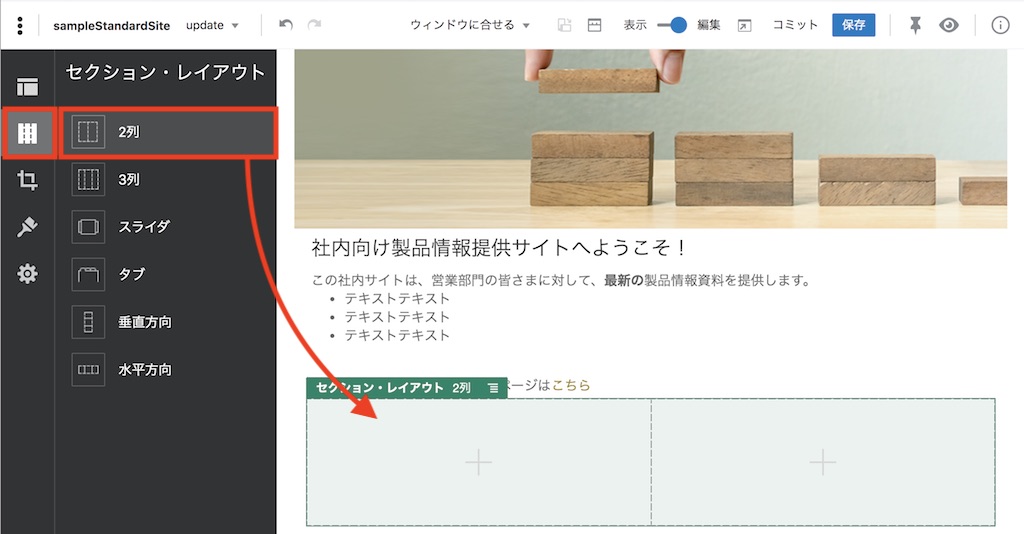 sampleStandardSite update ウィンドウに合せる 表示 編集 コミット 保存
セクション・レイアウト
2列
3列
スライダ
タブ
垂直方向
水平方向
社内向け製品情報提供サイトへようこそ！
この社内サイトは、営業部門の皆さまに対して、最新の製品情報資料を提供します。
• テキストテキスト
• テキストテキスト
• テキストテキスト
ページはこちら
セクション・レイアウト 2列